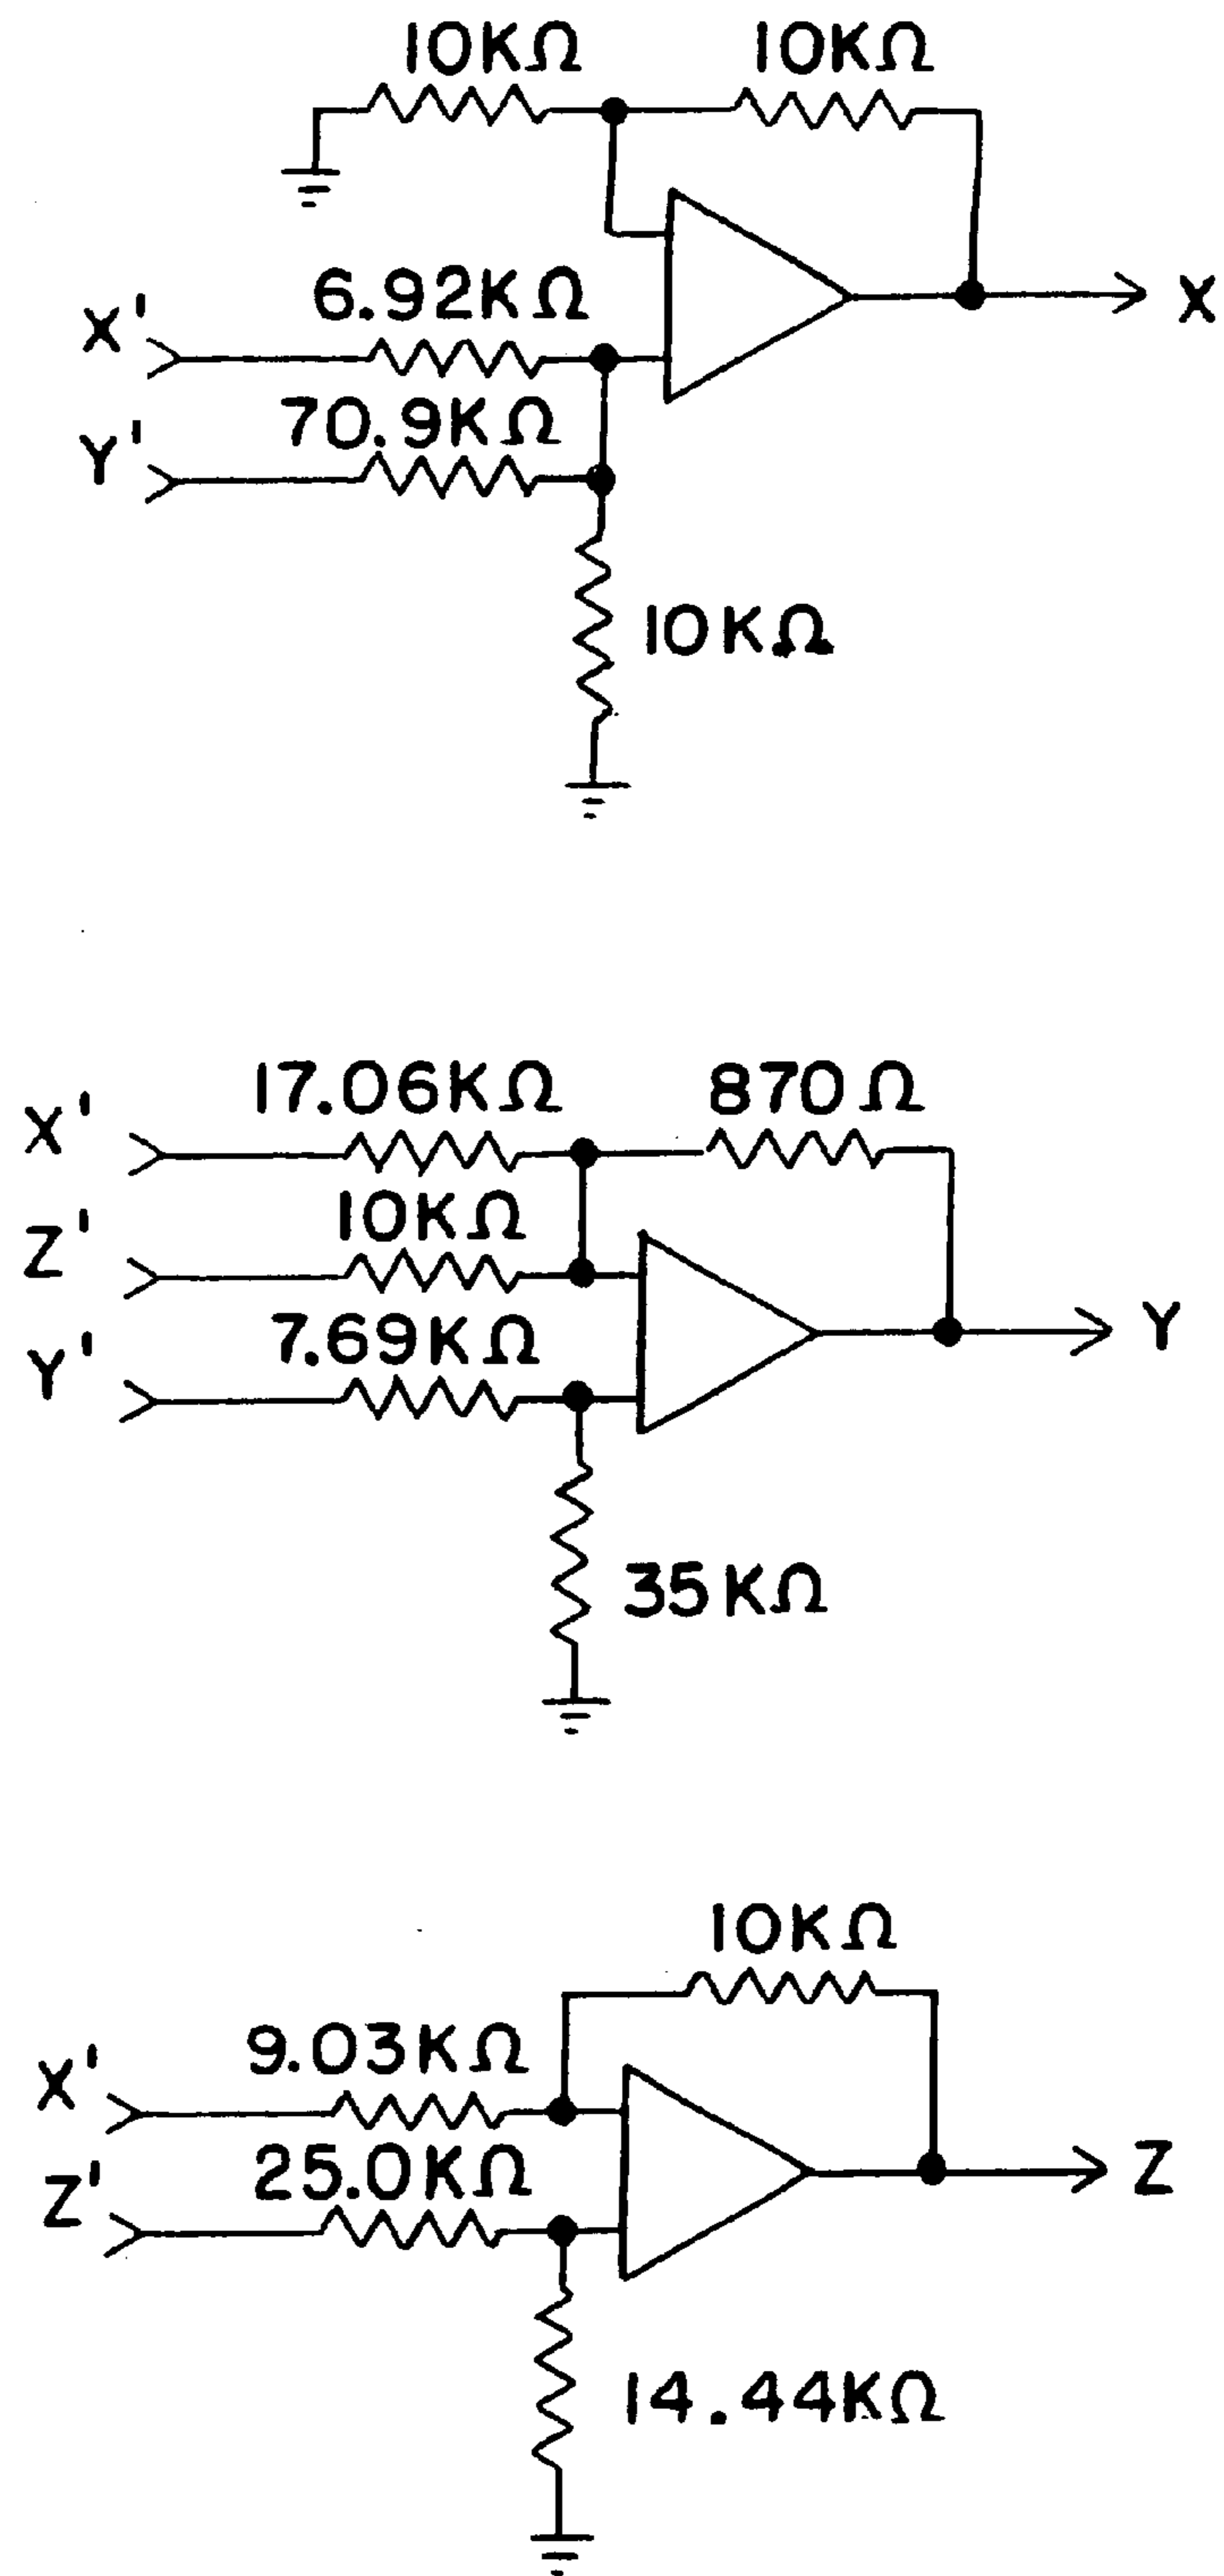 10KΩ 10KΩ
X' 6.92KΩ X
Y' 70.9KΩ
10KΩ
X' 17.06KΩ 870Ω
Z' 10KΩ
Y' 7.69KΩ Y
35KΩ
10KΩ
X' 9.03KΩ
Z' 25.0KΩ Z
14.44KΩ